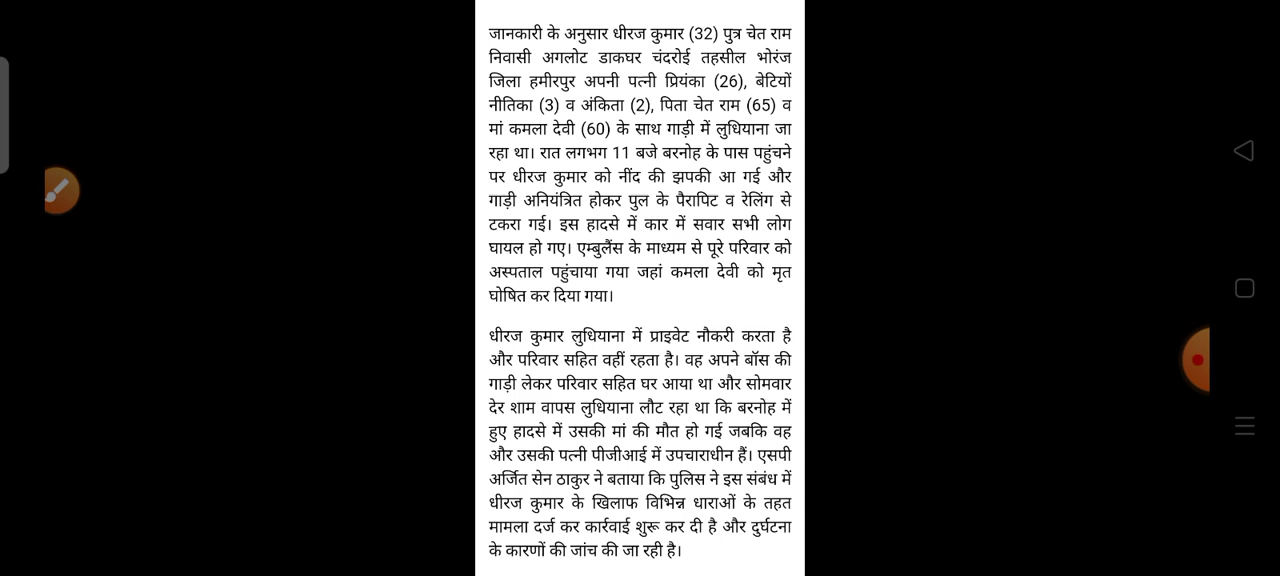 जानकारी के अनुसार धीरज कुमार (32) पुत्र चेत राम
निवासी अगलोट डाकघर चंदरोई तहसील भोरंज
जिला हमीरपुर अपनी पत्नी प्रियंका (26), बेटियों
नीतिका (3) व अंकिता (2), पिता चेत राम (65) व
मां कमला देवी (60) के साथ गाड़ी में लुधियाना जा
रहा था। रात लगभग 11 बजे बरनोह के पास पहुंचने
पर धीरज कुमार को नींद की झपकी आ गई और
गाड़ी अनियंत्रित होकर पुल के पैरापिट व रेलिंग से
टकरा गई। इस हादसे में कार में सवार सभी लोग
घायल हो गए। एम्बुलैंस के माध्यम से पूरे परिवार को
अस्पताल पहुंचाया गया जहां कमला देवी को मृत
घोषित कर दिया गया।
धीरज कुमार लुधियाना में प्राइवेट नौकरी करता है
और परिवार सहित वहीं रहता है। वह अपने बॉस की
गाड़ी लेकर परिवार सहित घर आया था और सोमवार
देर शाम वापस लुधियाना लौट रहा था कि बरनोह में
हुए हादसे में उसकी मां की मौत हो गई जबकि वह
और उसकी पत्नी पीजीआई में उपचाराधीन हैं। एसपी
अर्जित सेन ठाकुर ने बताया कि पुलिस ने इस संबंध में
धीरज कुमार के खिलाफ विभिन्न धाराओं के तहत
मामला दर्ज कर कार्रवाई शुरू कर दी है और दुर्घटना
के कारणों की जांच की जा रही है।